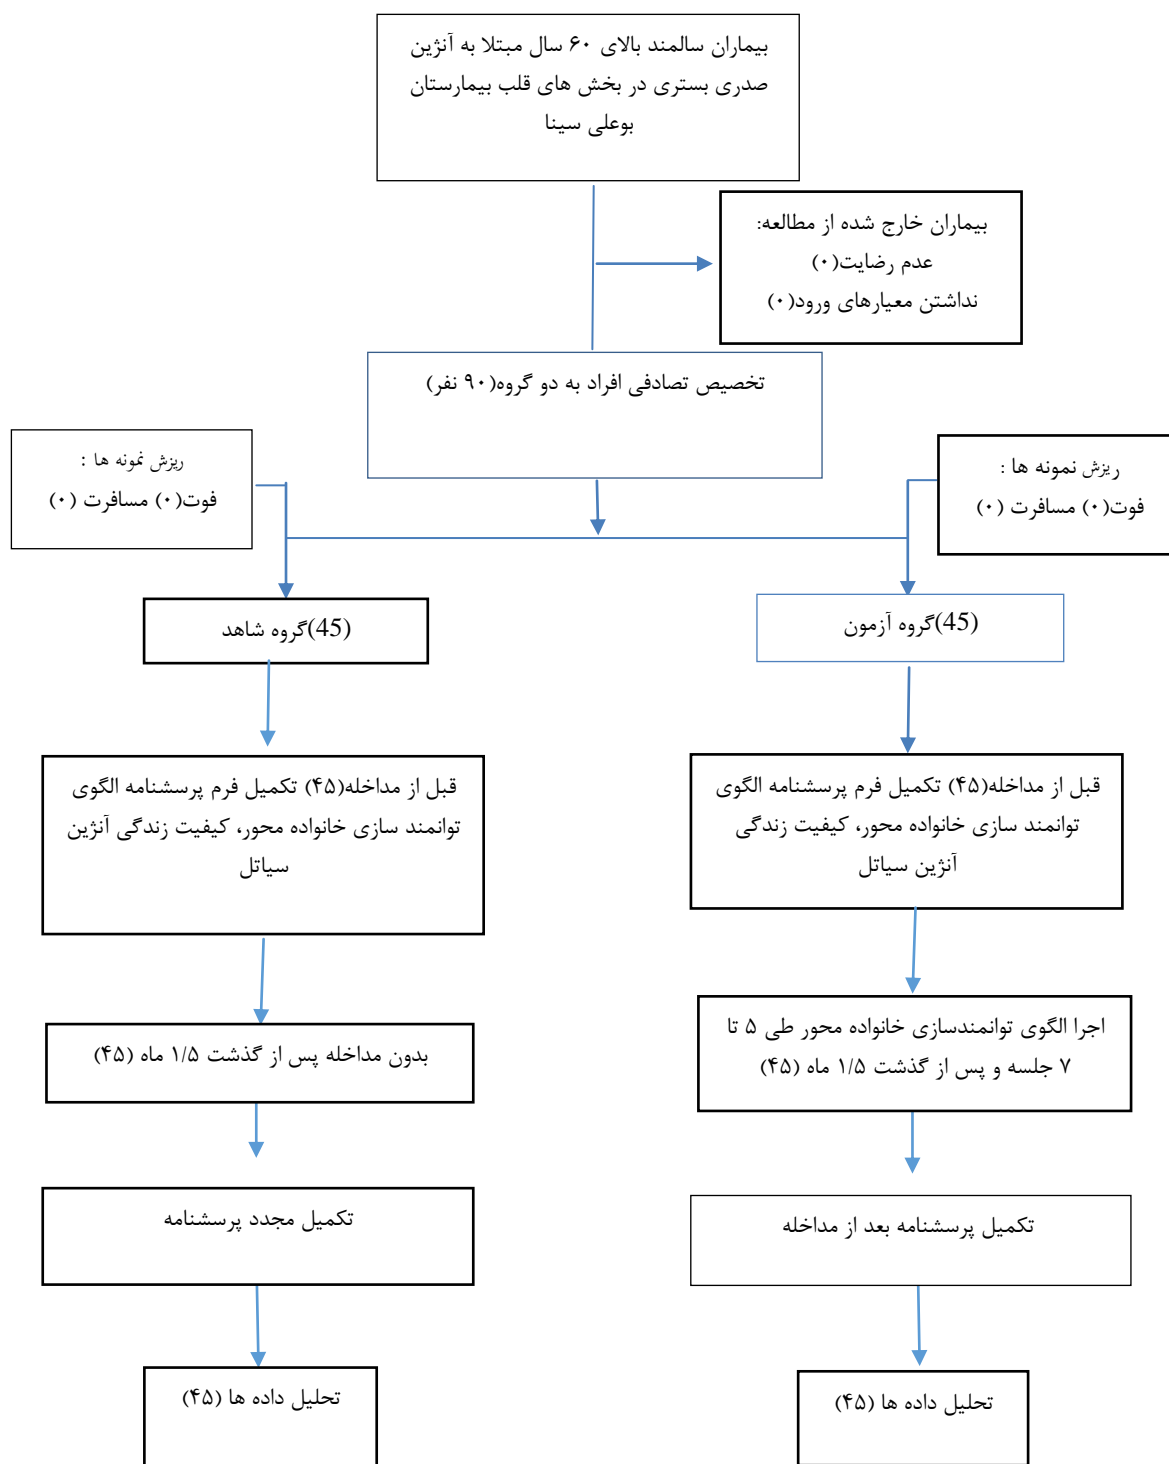 بیماران سالمند بالای ۶۰ سال مبتلا به آنژین
صدری بستری در بخش های قلب بیمارستان
بوعلی سینا
بیماران خارج شده از مطالعه:
عدم رضایت(۰)
نداشتن معیارهای ورود(۰)
تخصیص تصادفی افراد به دو گروه(۹۰ نفر)
ریزش نمونه ها :
فوت(۰) مسافرت (۰)
ریزش نمونه ها :
فوت(۰) مسافرت (۰)
(45)گروه آزمون
(45)گروه شاهد
قبل از مداخله(۴۵) تکمیل فرم پرسشنامه الگوی
توانمند سازی خانواده محور، کیفیت زندگی
آنژین سیاتل
قبل از مداخله(۴۵) تکمیل فرم پرسشنامه الگوی
توانمند سازی خانواده محور، کیفیت زندگی آنژین
سیاتل
اجرا الگوی توانمندسازی خانواده محور طی ۵ تا
۷ جلسه و پس از گذشت ۱/۵ ماه (۴۵)
بدون مداخله پس از گذشت ۱/۵ ماه (۴۵)
تکمیل پرسشنامه بعد از مداخله
تکمیل مجدد پرسشنامه
تحلیل داده ها (۴۵)
تحلیل داده ها (۴۵)